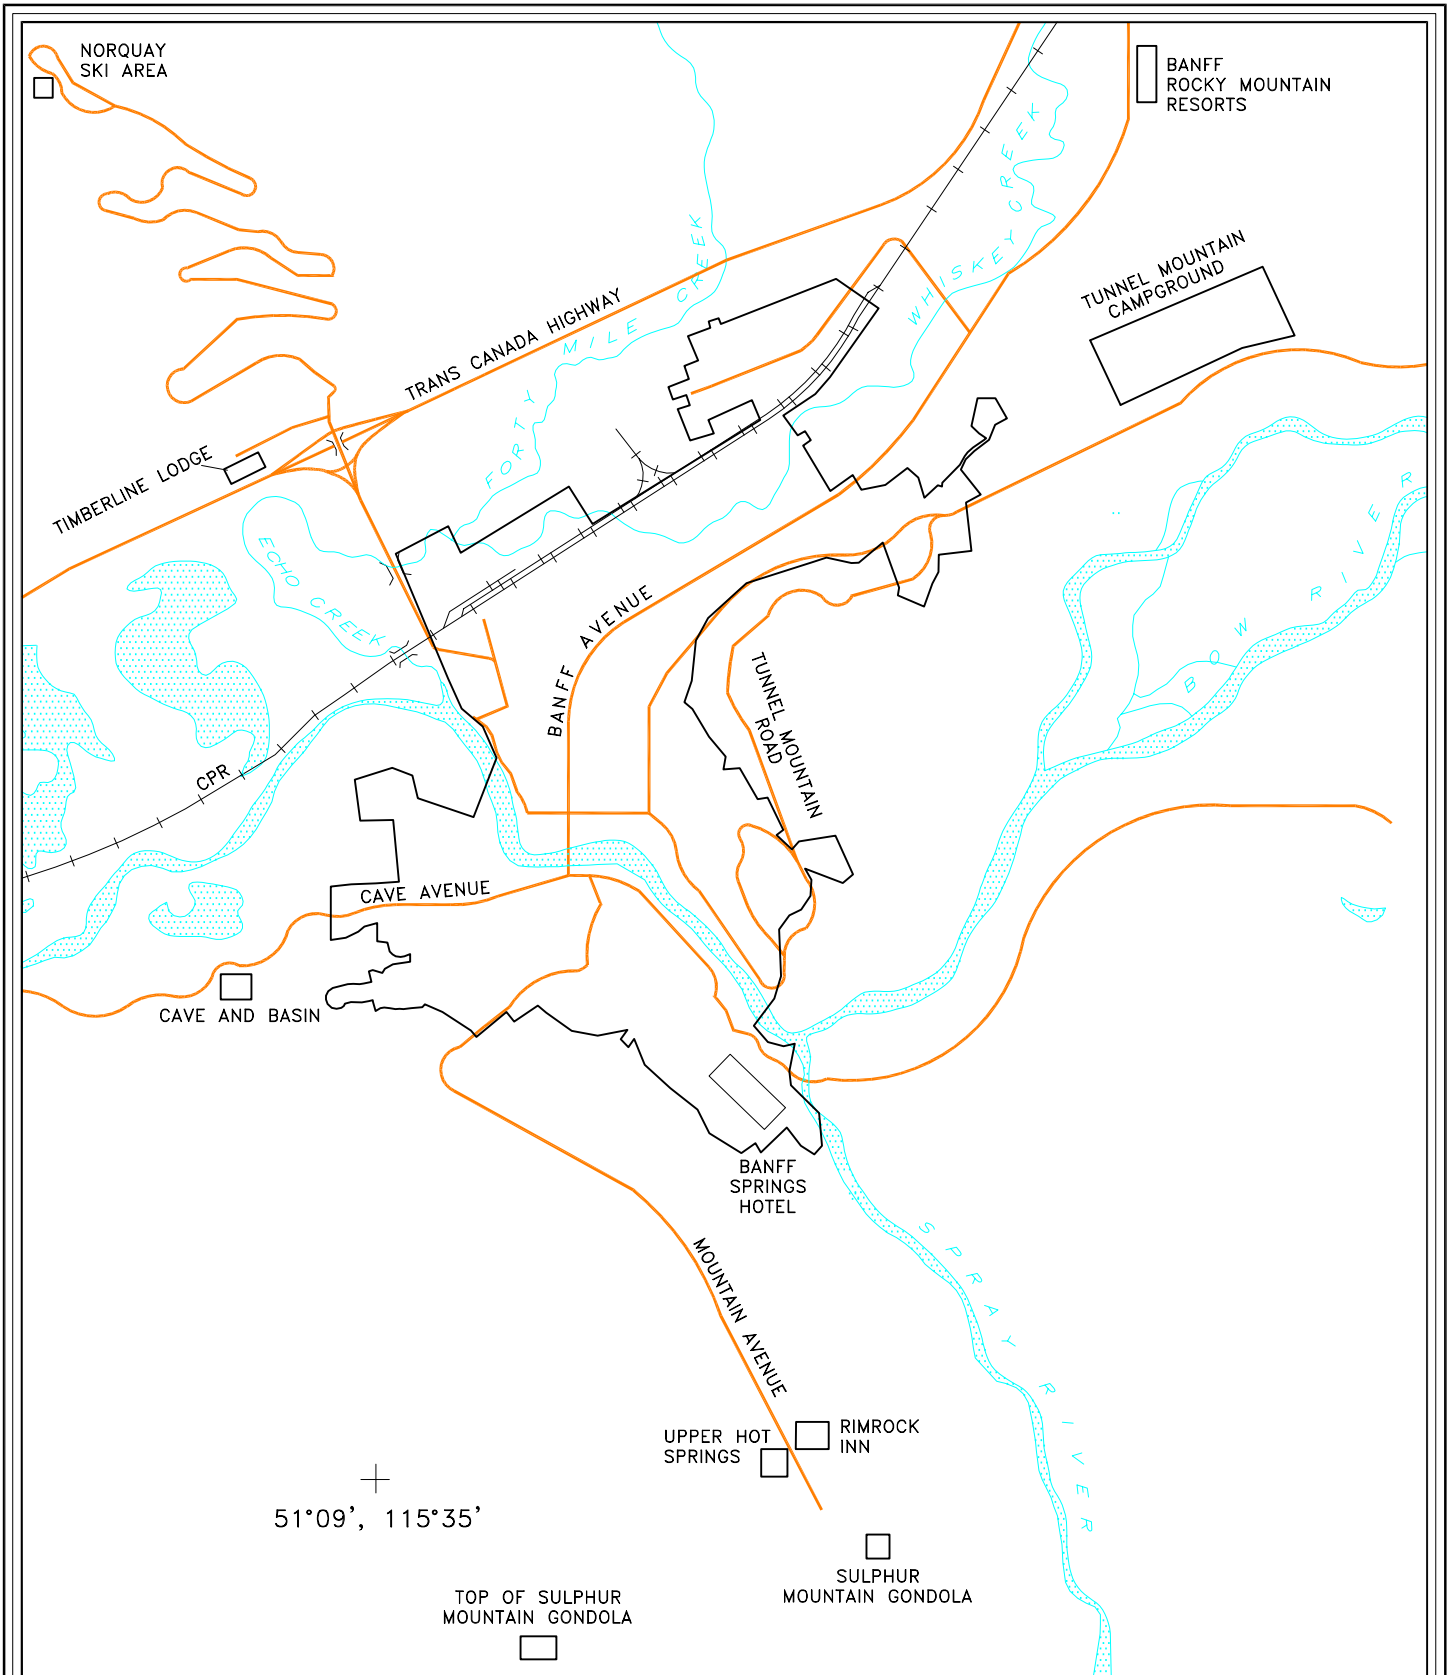 NORQUAY
SKI AREA
BANFF
ROCKY MOUNTAIN
RESORTS
WHISKEY CREEK
FORTY MILE CREEK
TUNNEL MOUNTAIN
CAMPGROUND
TRANS CANADA HIGHWAY
TIMBERLINE LODGE
ECHO CREEK
BOW RIVER
BANFF AVENUE
TUNNEL MOUNTAIN
ROAD
CPR
CAVE AVENUE
CAVE AND BASIN
BANFF
SPRINGS
HOTEL
SPRAY RIVER
MOUNTAIN AVENUE
UPPER HOT
SPRINGS
RIMROCK
INN
51°09', 115°35'
SULPHUR
MOUNTAIN GONDOLA
TOP OF SULPHUR
MOUNTAIN GONDOLA